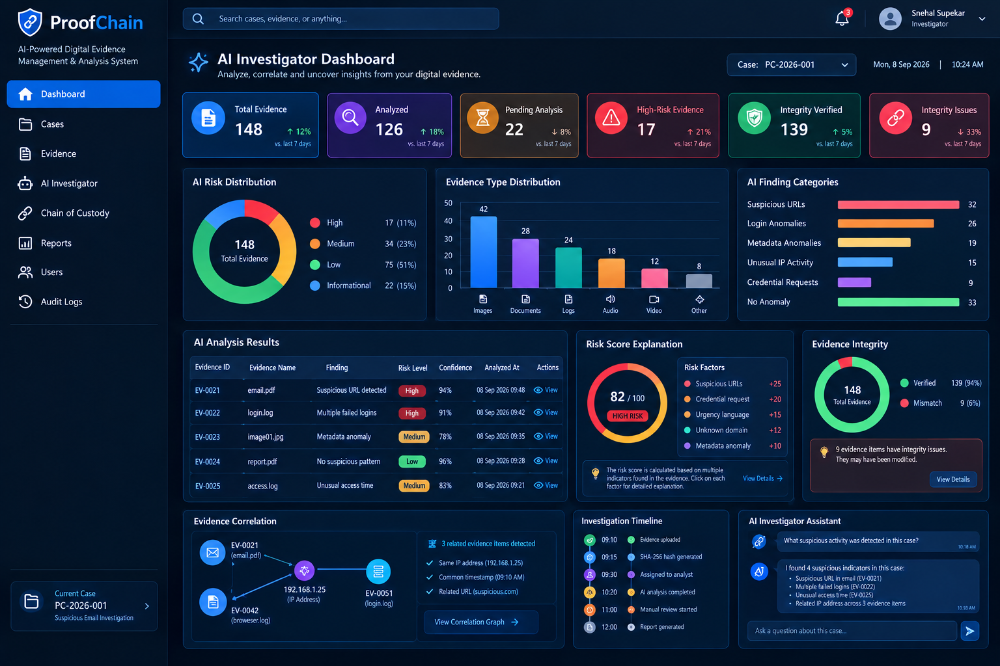 ProofChain
AI-Powered Digital Evidence
Management & Analysis System
Dashboard
Cases
Evidence
AI Investigator
Chain of Custody
Reports
Users
Audit Logs
Current Case
PC-2026-001
Suspicious Email Investigation
Search cases, evidence, or anything...
3
Snehal Supekar
Investigator
AI Investigator Dashboard
Analyze, correlate and uncover insights from your digital evidence.
Case: PC-2026-001
Mon, 8 Sep 2026 | 10:24 AM
Total Evidence
148
↑ 12%
vs. last 7 days
Analyzed
126
↑ 18%
vs. last 7 days
Pending Analysis
22
↓ 8%
vs. last 7 days
High-Risk Evidence
17
↑ 21%
vs. last 7 days
Integrity Verified
139
↑ 5%
vs. last 7 days
Integrity Issues
9
↓ 33%
vs. last 7 days
AI Risk Distribution
148
Total Evidence
High 17 (11%)
Medium 34 (23%)
Low 75 (51%)
Informational 22 (15%)
Evidence Type Distribution
50
40
30
20
10
0
42
28
24
18
12
8
Images
Documents
Logs
Audio
Video
Other
AI Finding Categories
Suspicious URLs 32
Login Anomalies 26
Metadata Anomalies 19
Unusual IP Activity 15
Credential Requests 9
No Anomaly 33
AI Analysis Results
Evidence ID Evidence Name Finding Risk Level Confidence Analyzed At Actions
EV-0021 email.pdf Suspicious URL detected High 94% 08 Sep 2026 09:48 View
EV-0022 login.log Multiple failed logins High 91% 08 Sep 2026 09:42 View
EV-0023 image01.jpg Metadata anomaly Medium 78% 08 Sep 2026 09:35 View
EV-0024 report.pdf No suspicious pattern Low 96% 08 Sep 2026 09:28 View
EV-0025 access.log Unusual access time Medium 83% 08 Sep 2026 09:21 View
Risk Score Explanation
82 / 100
HIGH RISK
Risk Factors
Suspicious URLs +25
Credential request +20
Urgency language +15
Unknown domain +12
Metadata anomaly +10
The risk score is calculated based on multiple
indicators found in the evidence. Click on each
factor for detailed explanation.
View Details →
Evidence Integrity
148
Total Evidence
Verified 139 (94%)
Mismatch 9 (6%)
9 evidence items have integrity issues.
They may have been modified.
View Details
Evidence Correlation
EV-0021
(email.pdf)
192.168.1.25
(IP Address)
EV-0051
(login.log)
EV-0042
(broweser.log)
3 related evidence items detected
Same IP address (192.168.1.25)
Common timestamp (09:10 AM)
Related URL (suspicious.com)
View Correlation Graph →
Investigation Timeline
09:10 Evidence uploaded
09:15 SHA-256 hash generated
09:30 Assigned to analyst
10:20 AI analysis completed
11:00 Manual review started
12:00 Report generated
AI Investigator Assistant
What suspicious activity was detected in this case?
10:18 AM
I found 4 suspicious indicators in this case:
• Suspicious URL in email (EV-0021)
• Multiple failed logins (EV-0022)
• Unusual access time (EV-0025)
• Related IP address across 3 evidence items
10:18 AM
Ask a question about this case...